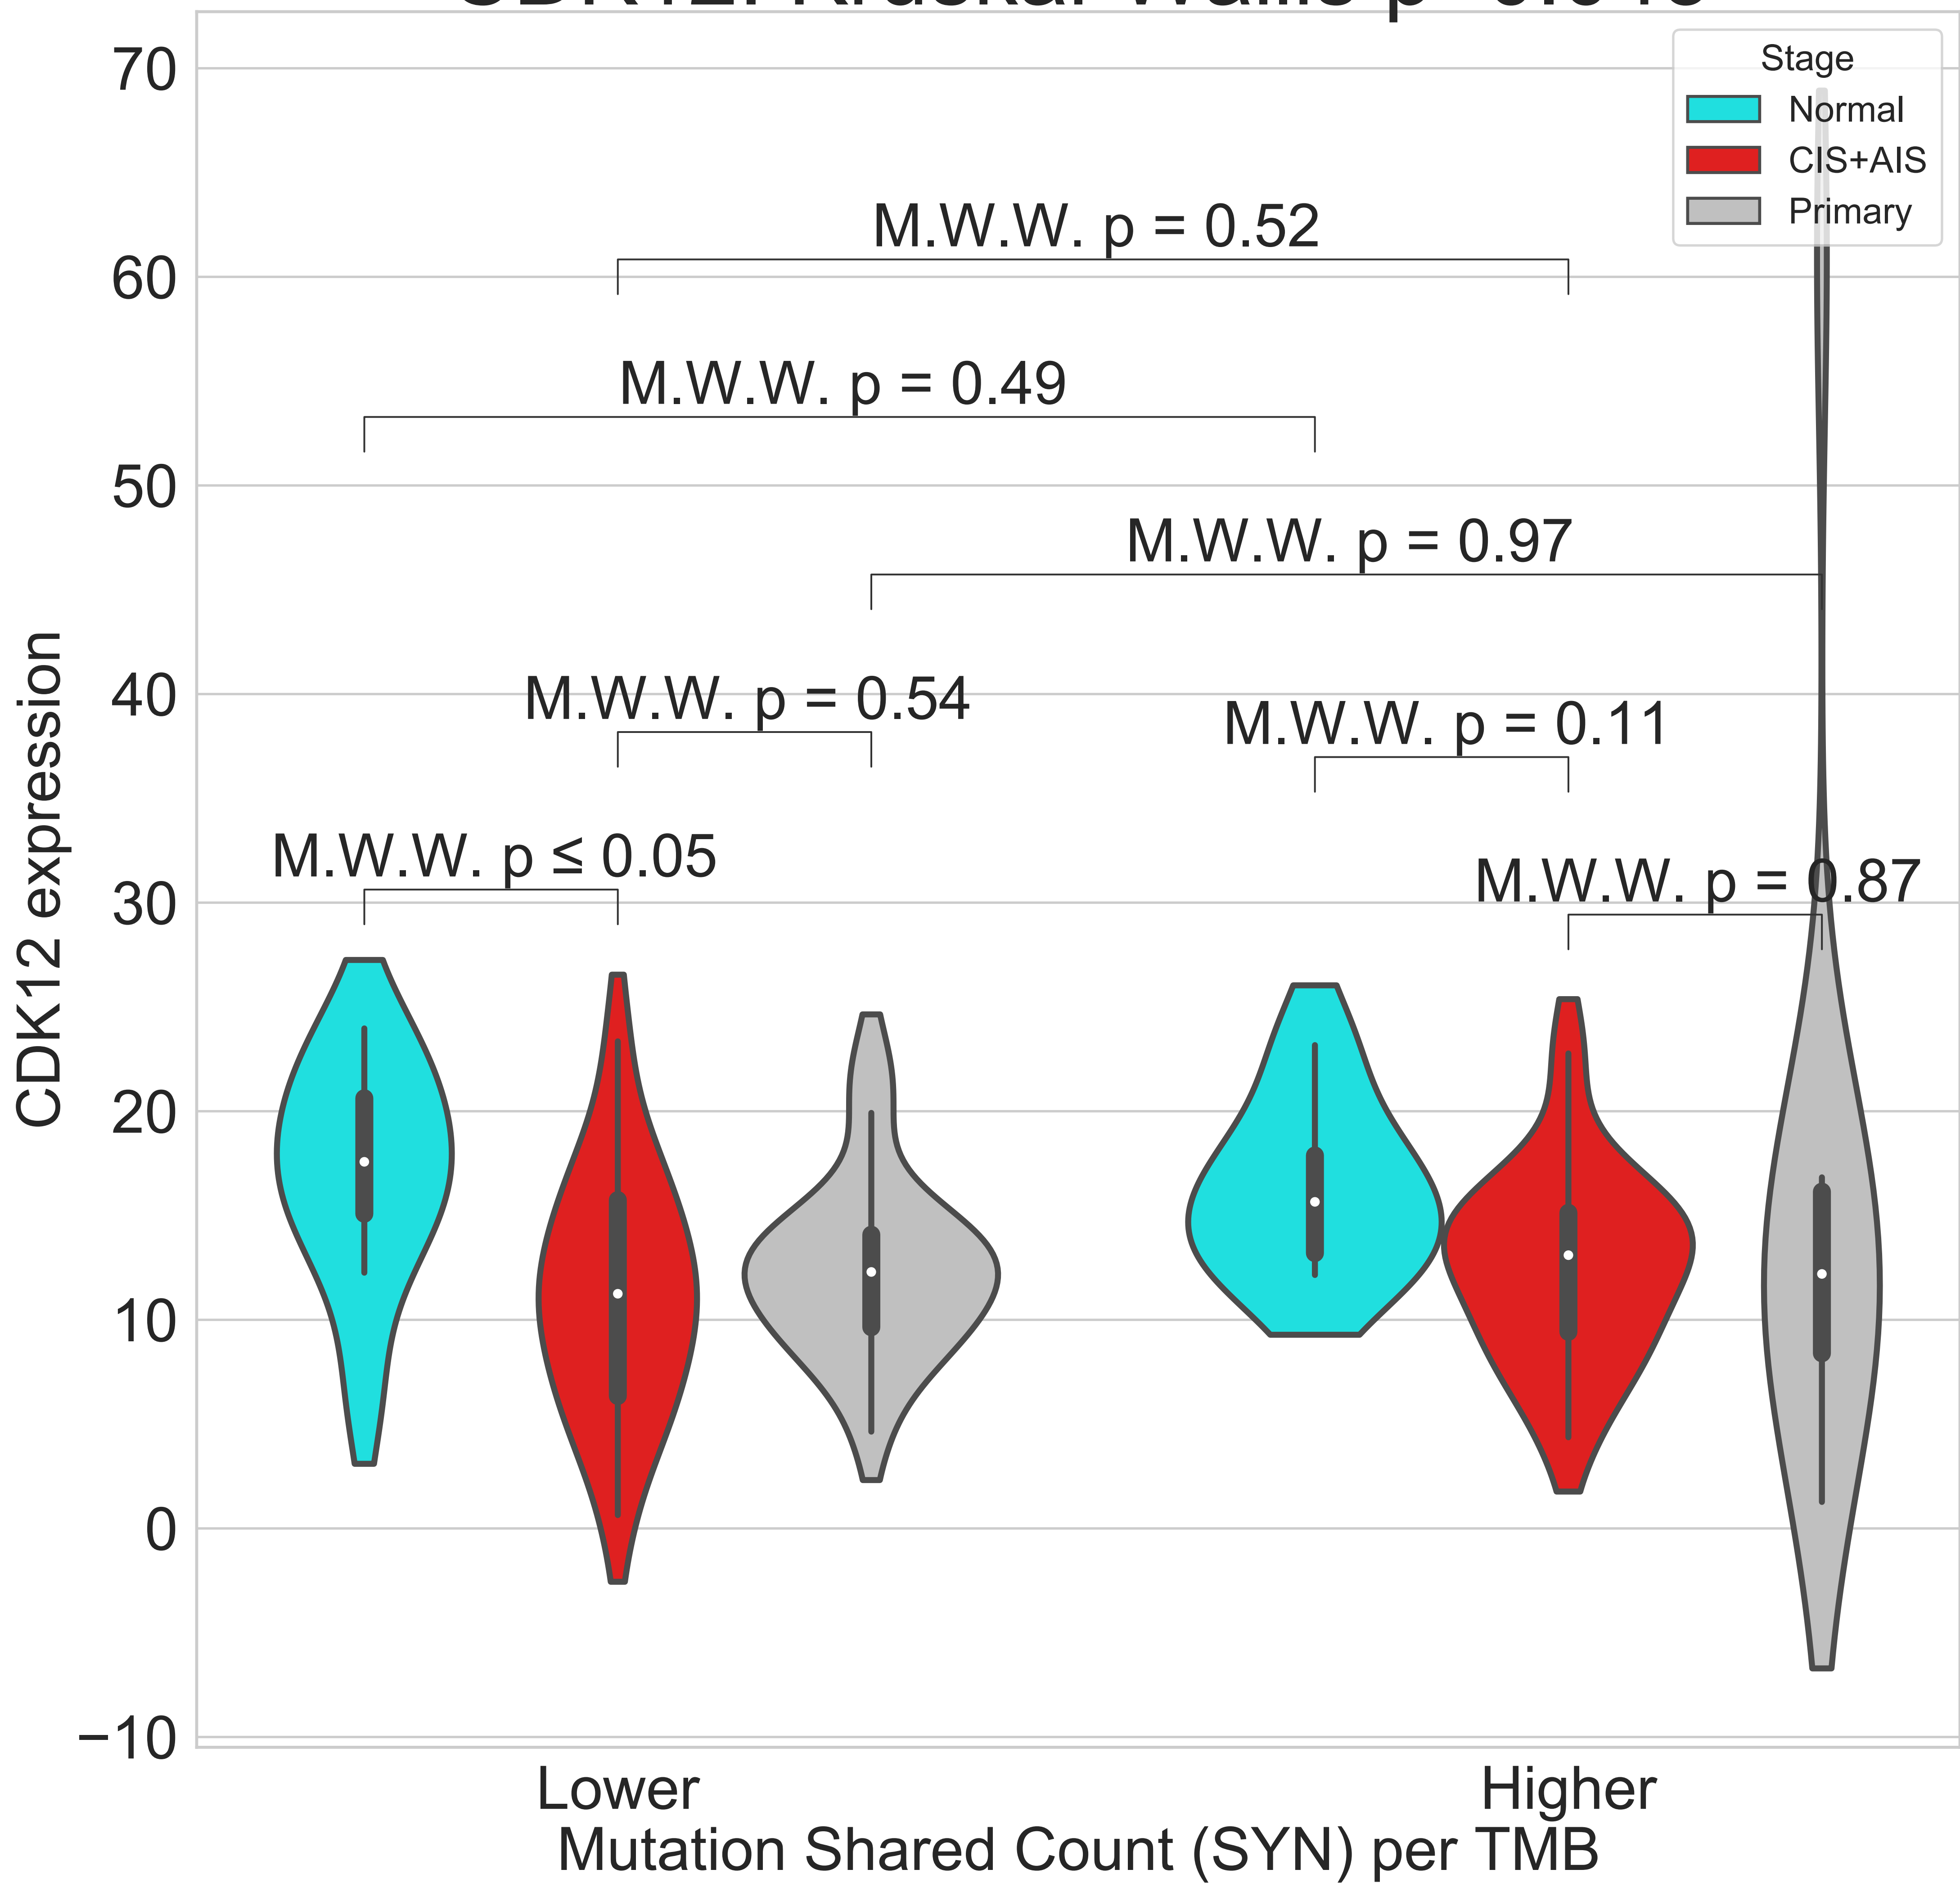 70
60
50
40
30
20
10
0
−10
CDK12 expression
Stage
Normal
CIS+AIS
Primary
M.W.W. p = 0.52
M.W.W. p = 0.49
M.W.W. p = 0.97
M.W.W. p = 0.54
M.W.W. p = 0.11
M.W.W. p ≤ 0.05
M.W.W. p = 0.87
Lower
Higher
Mutation Shared Count (SYN) per TMB